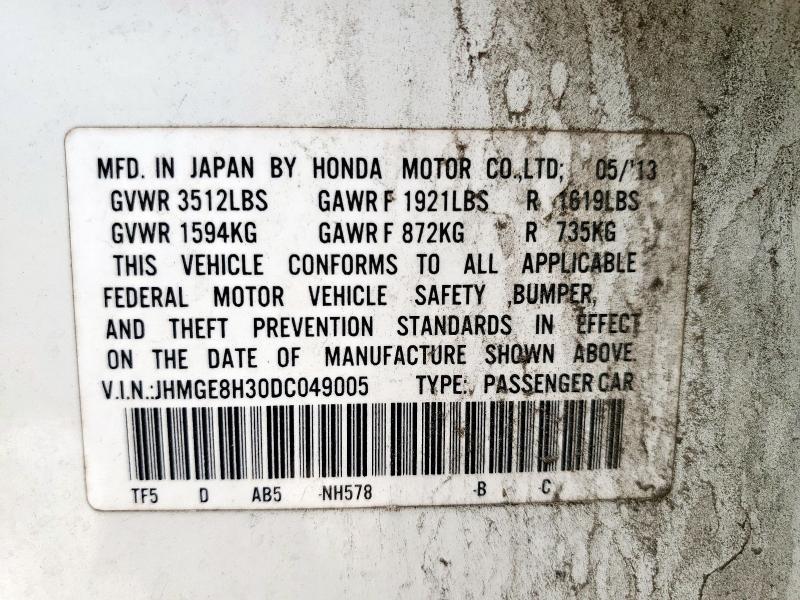 MFD. IN JAPAN BY HONDA MOTOR CO.,LTD; 05/'13
GVWR 3512LBS GAWR F 1921LBS R 1619LBS
GVWR 1594KG GAWR F 872KG R 735KG
THIS VEHICLE CONFORMS TO ALL APPLICABLE
FEDERAL MOTOR VEHICLE SAFETY ,BUMPER,
AND THEFT PREVENTION STANDARDS IN EFFECT
ON THE DATE OF MANUFACTURE SHOWN ABOVE.
V.I.N.:JHMGE8H30DC049005 TYPE: PASSENGER CAR
TF5 D AB5 -NH578 -B C